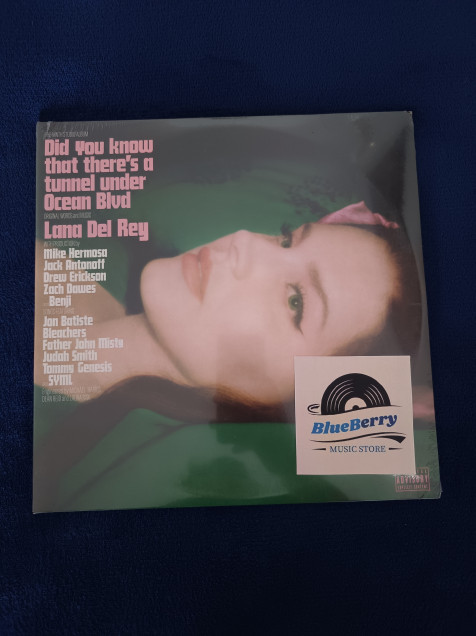 Did you know
that there's a
tunnel under
Ocean Blvd
Lana Del Rey
Mike Hermosa
Jack Antonoff
Drew Erickson
Zach Dawes
Benji
Jon Batiste
Bleachers
Father John Misty
Judah Smith
Tommy Genesis
SYML
BlueBerry
MUSIC STORE
ADVISORY